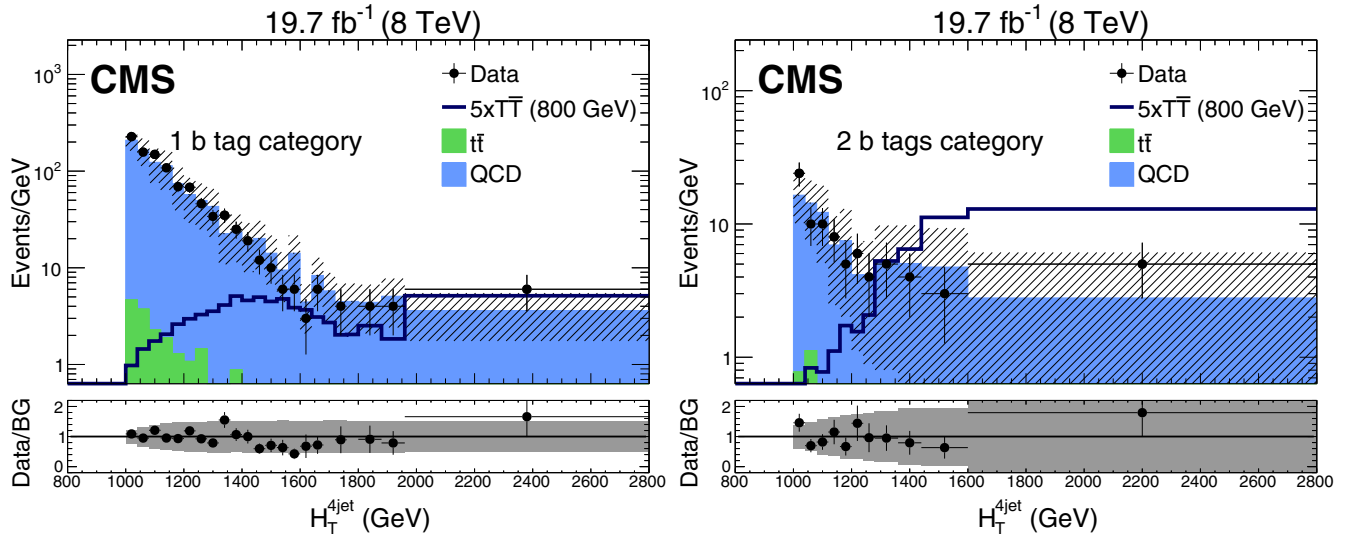 19.7 fb⁻¹ (8 TeV)
CMS
Data
5xTT̅ (800 GeV)
tt̅
QCD
1 b tag category
Events/GeV
10³
10²
10
1
Data/BG
2
1
0
800 1000 1200 1400 1600 1800 2000 2200 2400 2600 2800
H_T^4jet (GeV)
19.7 fb⁻¹ (8 TeV)
CMS
Data
5xTT̅ (800 GeV)
tt̅
QCD
2 b tags category
Events/GeV
10²
10
1
Data/BG
2
1
0
800 1000 1200 1400 1600 1800 2000 2200 2400 2600 2800
H_T^4jet (GeV)